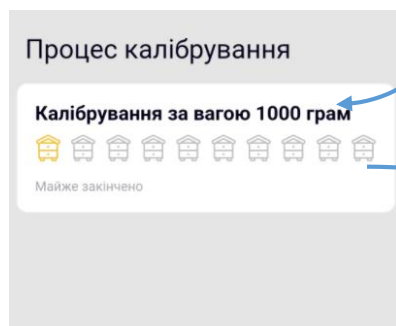 Процес калібрування
Калібрування за вагою 1000 грам
Майже закінчено